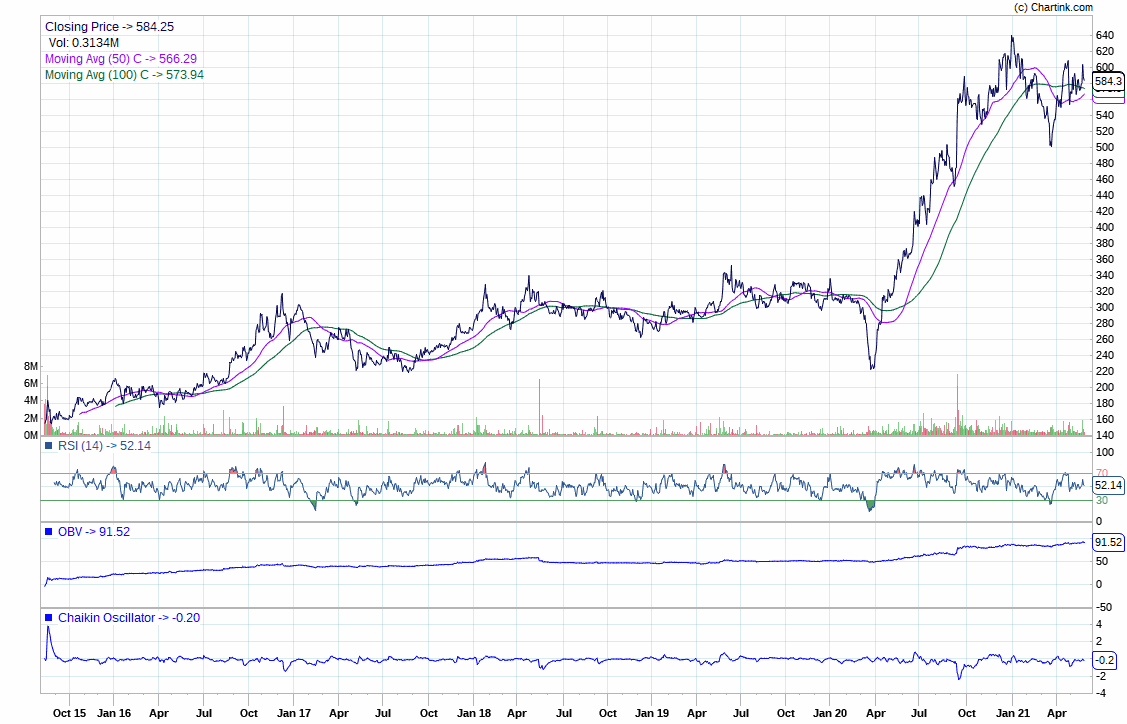 (c) Chartink.com
Closing Price -> 584.25
Vol: 0.3134M
Moving Avg (50) C -> 566.29
Moving Avg (100) C -> 573.94
640
620
600
584.3
540
520
500
480
460
440
420
400
380
360
340
320
300
280
260
240
220
200
180
160
140
8M
6M
4M
2M
0M
RSI (14) -> 52.14
100
70
52.14
30
0
OBV -> 91.52
91.52
50
0
-50
Chaikin Oscillator -> -0.20
4
2
-0.2
-2
-4
Oct 15 Jan 16 Apr Jul Oct Jan 17 Apr Jul Oct Jan 18 Apr Jul Oct Jan 19 Apr Jul Oct Jan 20 Apr Jul Oct Jan 21 Apr